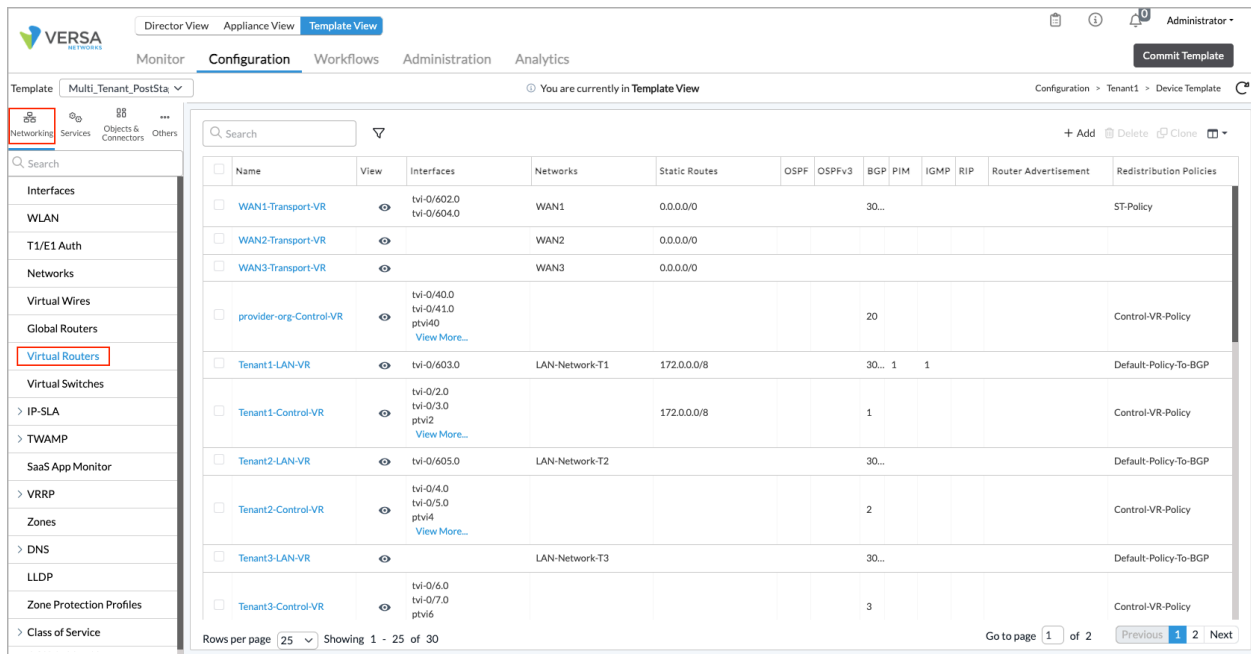 VERSA
NETWORKS
Director View Appliance View Template View
0
Administrator
Monitor Configuration Workflows Administration Analytics
Commit Template
Template Multi_Tenant_PostSta
You are currently in Template View
Configuration > Tenant1 > Device Template
Networking Services Objects & Connectors Others
Search
Interfaces
WLAN
T1/E1 Auth
Networks
Virtual Wires
Global Routers
Virtual Routers
Virtual Switches
> IP-SLA
> TWAMP
SaaS App Monitor
> VRRP
Zones
> DNS
LLDP
Zone Protection Profiles
> Class of Service
Search
+ Add Delete Clone
Name View Interfaces Networks Static Routes OSPF OSPFv3 BGP PIM IGMP RIP Router Advertisement Redistribution Policies
WAN1-Transport-VR tvi-0/602.0 WAN1 0.0.0.0/0 30... ST-Policy
tvi-0/604.0
WAN2-Transport-VR WAN2 0.0.0.0/0
WAN3-Transport-VR WAN3 0.0.0.0/0
tvi-0/40.0
tvi-0/41.0
provider-org-Control-VR ptvi40 20 Control-VR-Policy
View More...
Tenant1-LAN-VR tvi-0/603.0 LAN-Network-T1 172.0.0.0/8 30... 1 1 Default-Policy-To-BGP
tvi-0/2.0
tvi-0/3.0
Tenant1-Control-VR ptvi2 172.0.0.0/8 1 Control-VR-Policy
View More...
Tenant2-LAN-VR tvi-0/605.0 LAN-Network-T2 30... Default-Policy-To-BGP
tvi-0/4.0
tvi-0/5.0
Tenant2-Control-VR ptvi4 2 Control-VR-Policy
View More...
Tenant3-LAN-VR LAN-Network-T3 30... Default-Policy-To-BGP
tvi-0/6.0
tvi-0/7.0
Tenant3-Control-VR ptvi6 3 Control-VR-Policy
Rows per page 25 Showing 1 - 25 of 30
Go to page 1 of 2 Previous 1 2 Next